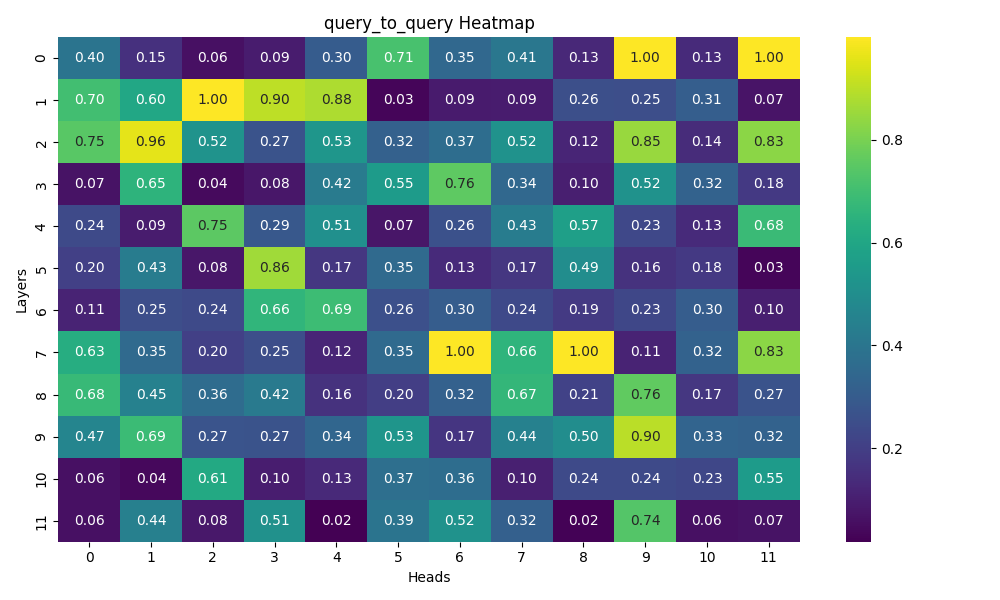 query_to_query Heatmap
0 0.40 0.15 0.06 0.09 0.30 0.71 0.35 0.41 0.13 1.00 0.13 1.00
1 0.70 0.60 1.00 0.90 0.88 0.03 0.09 0.09 0.26 0.25 0.31 0.07
2 0.75 0.96 0.52 0.27 0.53 0.32 0.37 0.52 0.12 0.85 0.14 0.83
3 0.07 0.65 0.04 0.08 0.42 0.55 0.76 0.34 0.10 0.52 0.32 0.18
4 0.24 0.09 0.75 0.29 0.51 0.07 0.26 0.43 0.57 0.23 0.13 0.68
5 0.20 0.43 0.08 0.86 0.17 0.35 0.13 0.17 0.49 0.16 0.18 0.03
6 0.11 0.25 0.24 0.66 0.69 0.26 0.30 0.24 0.19 0.23 0.30 0.10
7 0.63 0.35 0.20 0.25 0.12 0.35 1.00 0.66 1.00 0.11 0.32 0.83
8 0.68 0.45 0.36 0.42 0.16 0.20 0.32 0.67 0.21 0.76 0.17 0.27
9 0.47 0.69 0.27 0.27 0.34 0.53 0.17 0.44 0.50 0.90 0.33 0.32
10 0.06 0.04 0.61 0.10 0.13 0.37 0.36 0.10 0.24 0.24 0.23 0.55
11 0.06 0.44 0.08 0.51 0.02 0.39 0.52 0.32 0.02 0.74 0.06 0.07
0 1 2 3 4 5 6 7 8 9 10 11
Heads
Layers
0.8
0.6
0.4
0.2